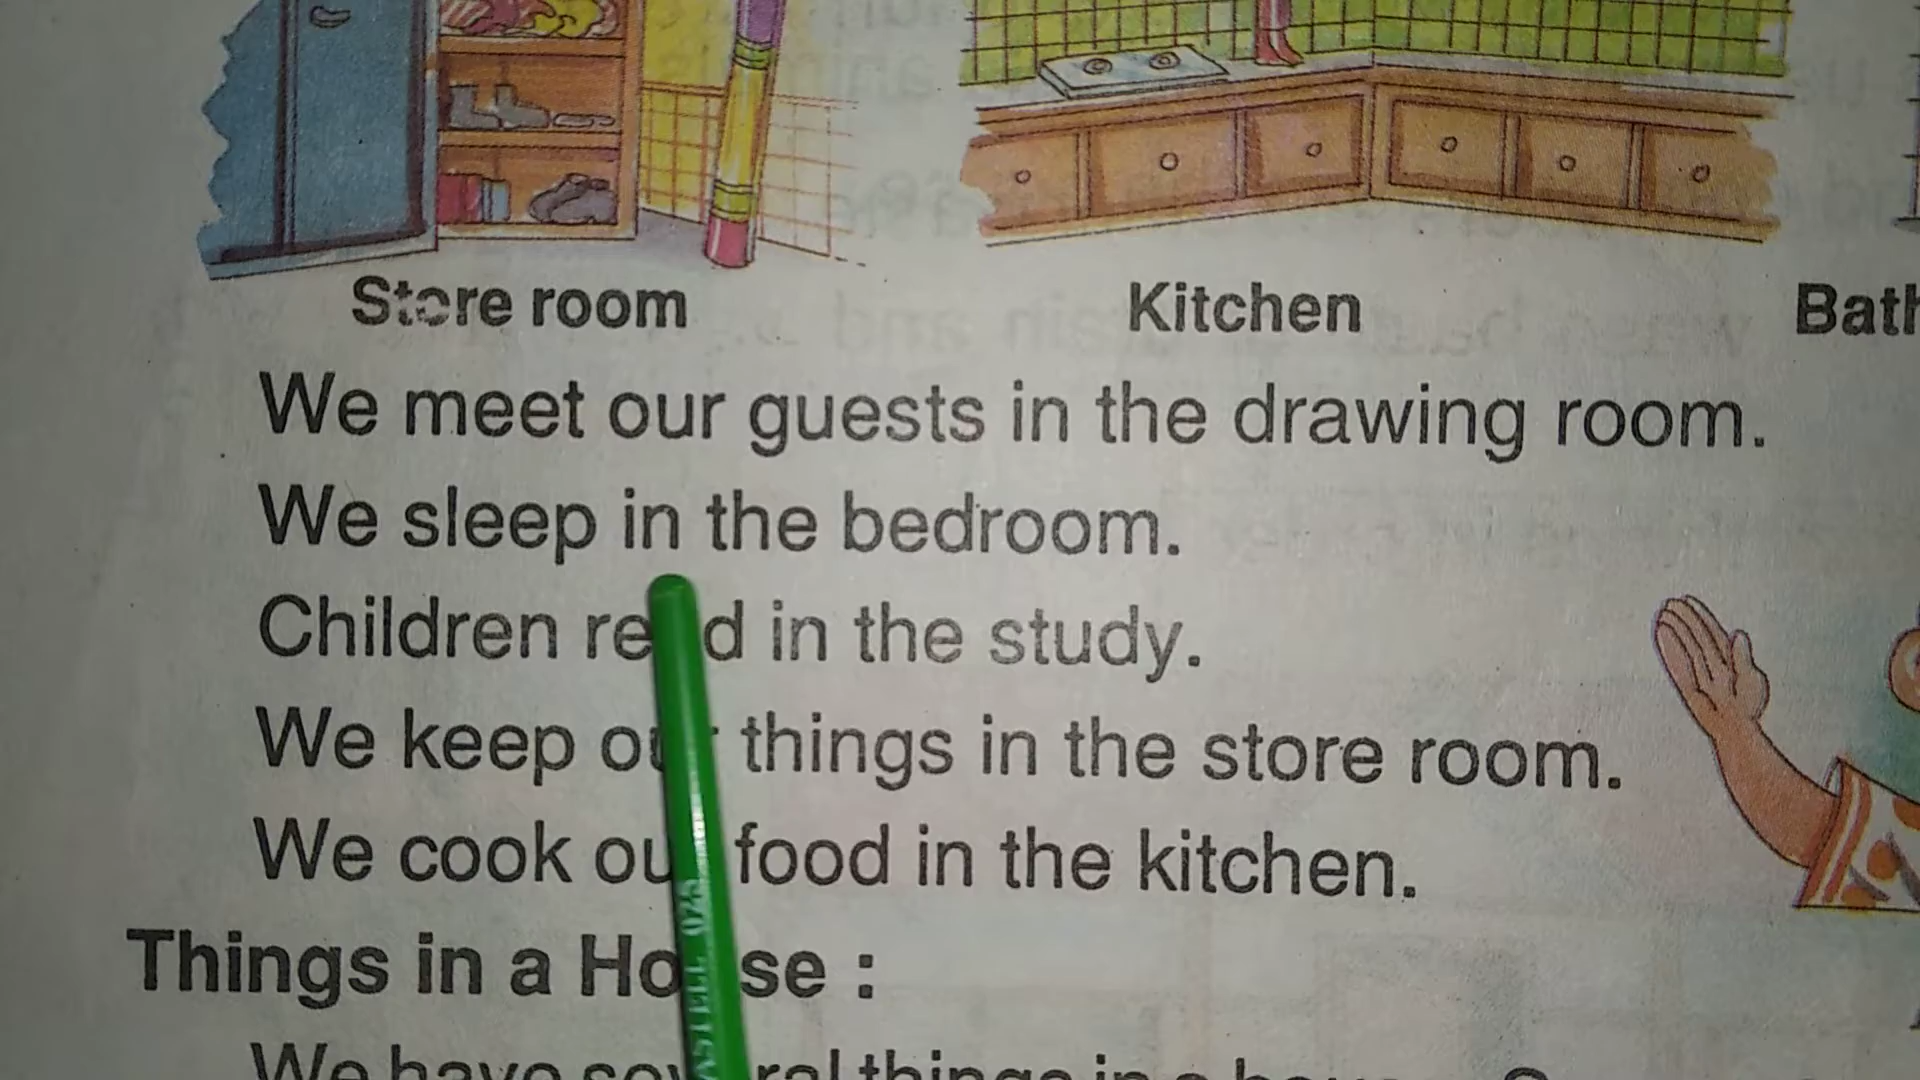 Store room Kitchen Bath
We meet our guests in the drawing room.
We sleep in the bedroom.
Children read in the study.
We keep our things in the store room.
We cook our food in the kitchen.
Things in a House :
We have several things in a